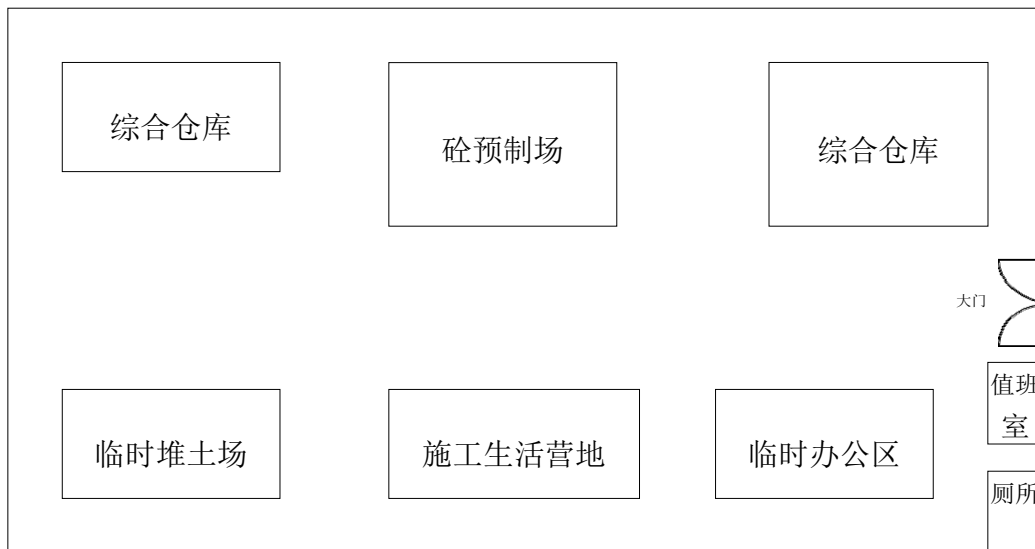 综合仓库
砼预制场
综合仓库
大门
值班
室
临时堆土场
施工生活营地
临时办公区
厕所